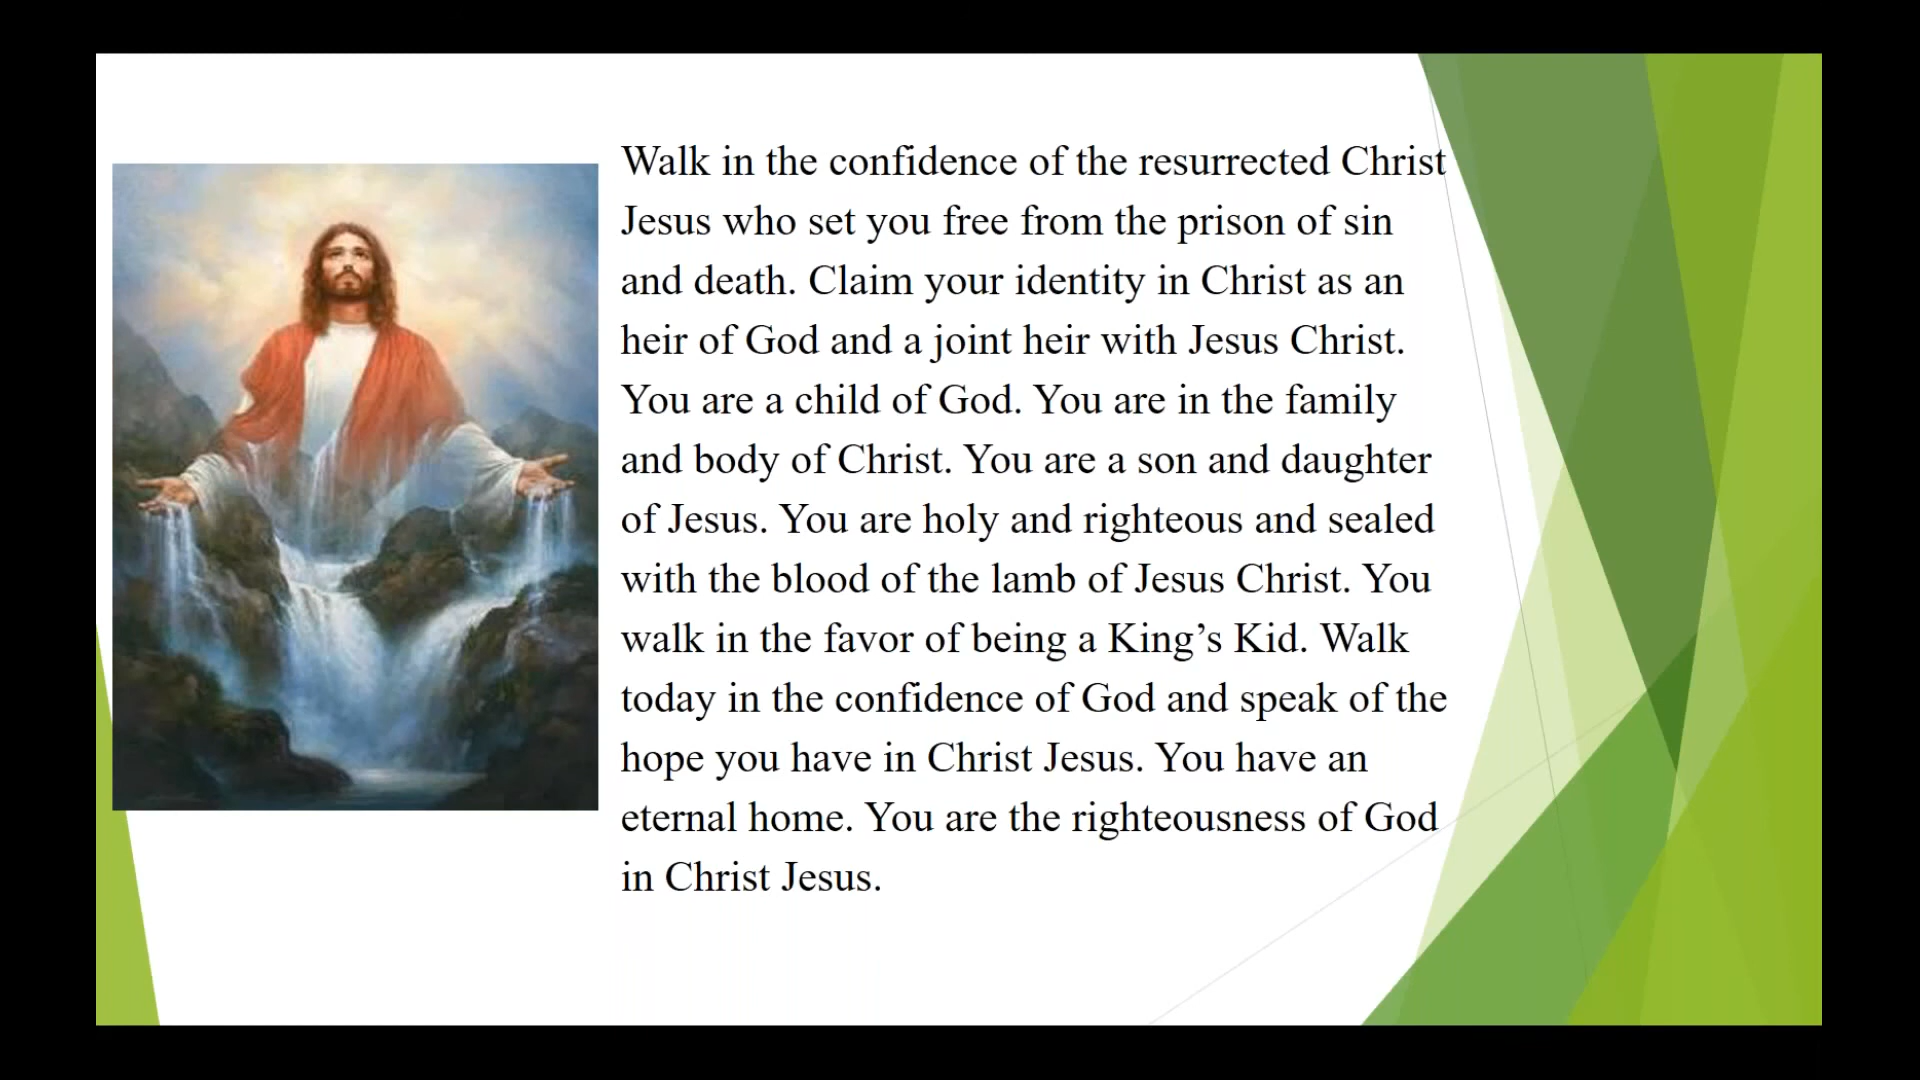 Walk in the confidence of the resurrected Christ
Jesus who set you free from the prison of sin
and death. Claim your identity in Christ as an
heir of God and a joint heir with Jesus Christ.
You are a child of God. You are in the family
and body of Christ. You are a son and daughter
of Jesus. You are holy and righteous and sealed
with the blood of the lamb of Jesus Christ. You
walk in the favor of being a King’s Kid. Walk
today in the confidence of God and speak of the
hope you have in Christ Jesus. You have an
eternal home. You are the righteousness of God
in Christ Jesus.